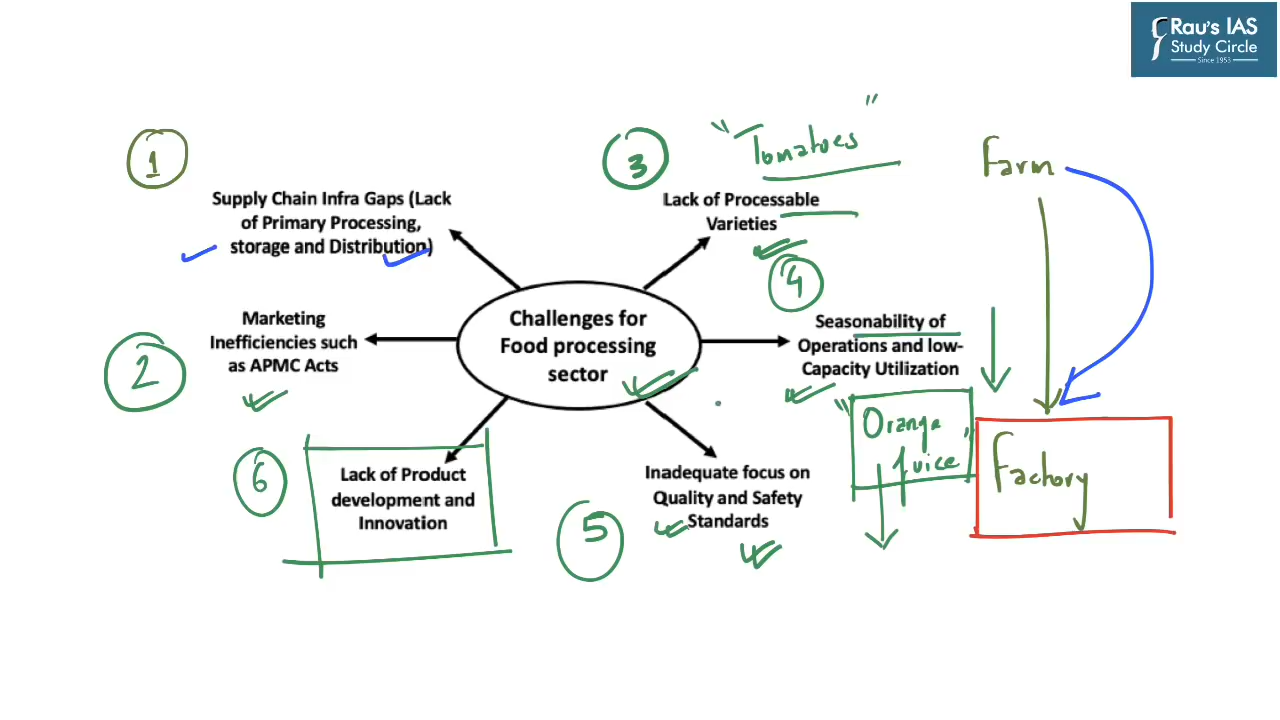 Rau's IAS
Study Circle
Since 1953
1
Supply Chain Infra Gaps (Lack
of Primary Processing,
storage and Distribution)
3
"Tomatoes"
Lack of Processable
Varieties
Farm
2
Marketing
Inefficiencies such
as APMC Acts
Challenges for
Food processing
sector
4
Seasonability of
Operations and low-
Capacity Utilization
"Orange
Juice"
Factory
6
Lack of Product
development and
Innovation
5
Inadequate focus on
Quality and Safety
Standards